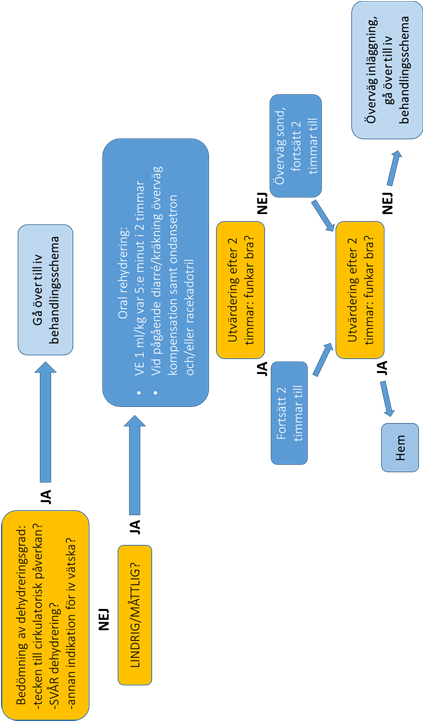 Bedömning av dehydreringsgrad:
-tecken till cirkulatorisk påverkan?
-SVÅR dehydrering?
-annan indikation för iv vätska?
JA
Gå över till iv
behandlingsschema
NEJ
LINDRIG/MÅTTLIG?
JA
Oral rehydrering:
• VE 1 ml/kg var 5:e minut i 2 timmar
• Vid pågående diarré/kräkning överväg
kompensation samt ondansetron
och/eller racekadotril
Utvärdering efter 2
timmar: funkar bra?
JA
NEJ
Fortsätt 2
timmar till
Överväg sond,
fortsätt 2
timmar till
Utvärdering efter 2
timmar: funkar bra?
JA
NEJ
Hem
Överväg inläggning,
gå över till iv
behandlingsschema